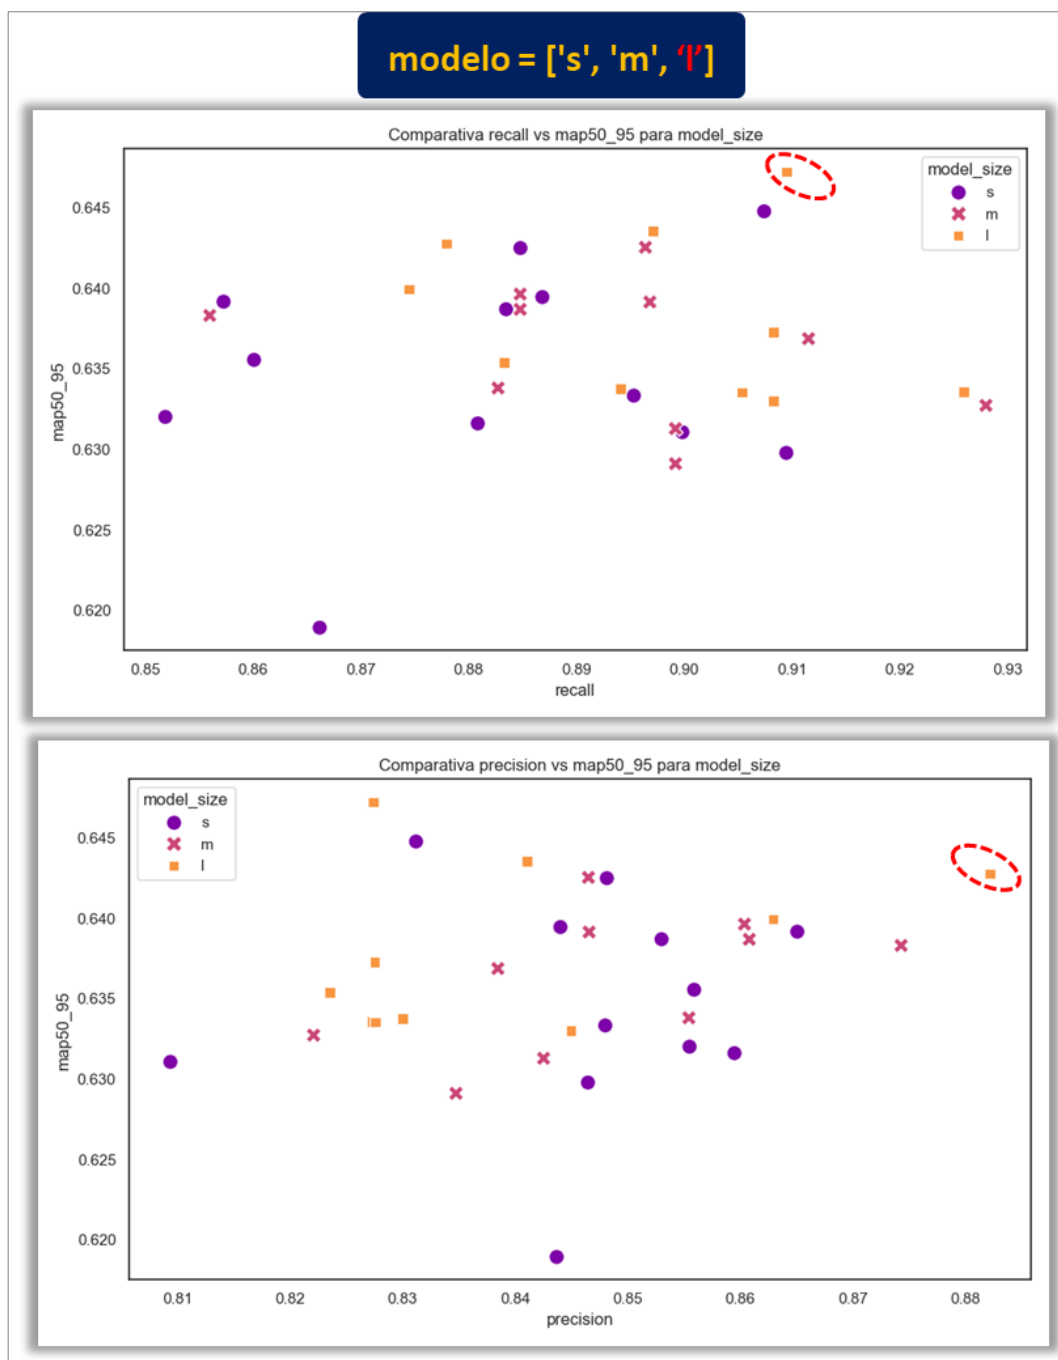 modelo = ['s', 'm', 'l']
Comparativa recall vs map50_95 para model_size
model_size
s
m
l
0.645
0.640
0.635
0.630
0.625
0.620
map50_95
0.85 0.86 0.87 0.88 0.89 0.90 0.91 0.92 0.93
recall
Comparativa precision vs map50_95 para model_size
model_size
s
m
l
0.645
0.640
0.635
0.630
0.625
0.620
map50_95
0.81 0.82 0.83 0.84 0.85 0.86 0.87 0.88
precision